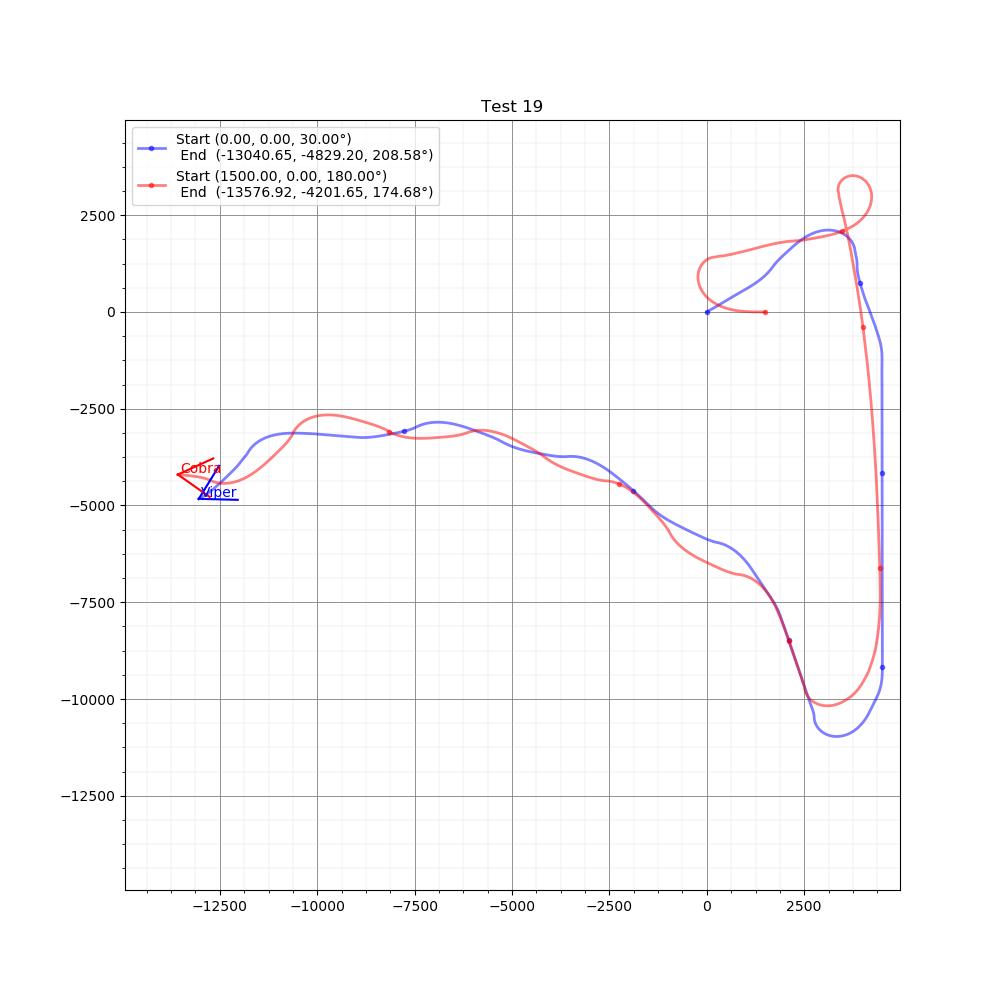 Test 19
Start (0.00, 0.00, 30.00°)
End  (-13040.65, -4829.20, 208.58°)
Start (1500.00, 0.00, 180.00°)
End  (-13576.92, -4201.65, 174.68°)
2500
0
−2500
−5000
−7500
−10000
−12500
Cobra
Viper
−12500 −10000 −7500 −5000 −2500 0 2500